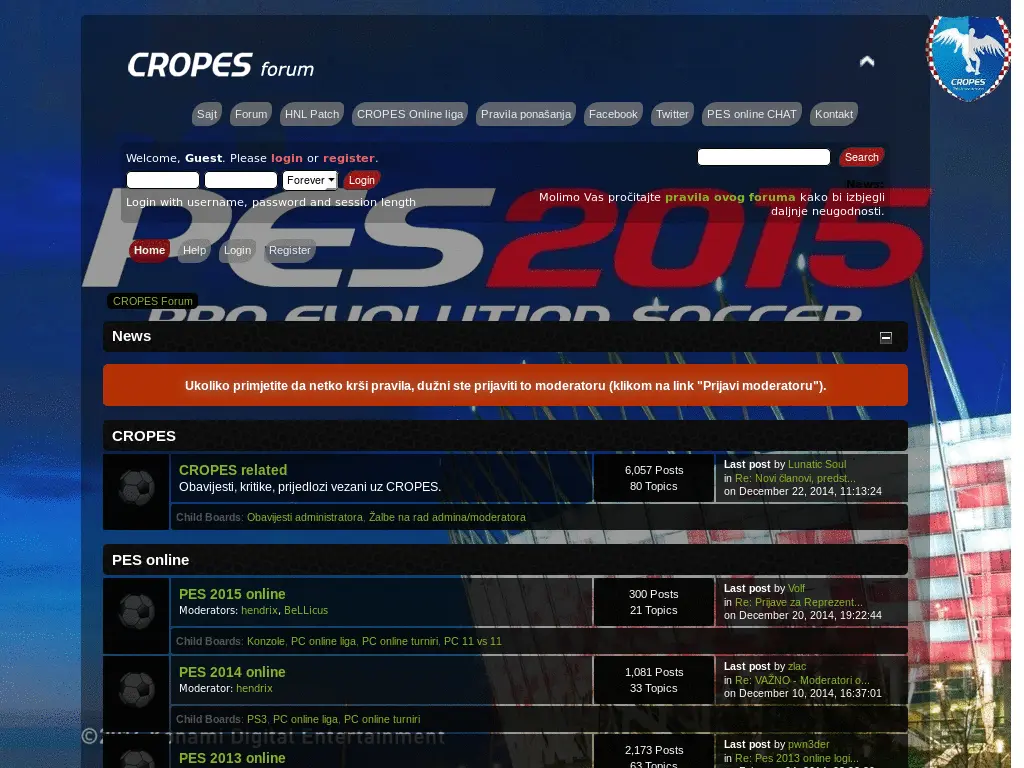 CROPES forum
CROPES
Sajt Forum HNL Patch CROPES Online liga Pravila ponašanja Facebook Twitter PES online CHAT Kontakt
Welcome, Guest. Please login or register.
Search
Forever Login
News:
Login with username, password and session length
Molimo Vas pročitajte pravila ovog foruma kako bi izbjegli
daljnje neugodnosti.
PES2015
Home Help Login Register
CROPES Forum
PRO EVOLUTION SOCCER
News
Ukoliko primjetite da netko krši pravila, dužni ste prijaviti to moderatoru (klikom na link "Prijavi moderatoru").
CROPES
CROPES related
Obavijesti, kritike, prijedlozi vezani uz CROPES.
6,057 Posts
80 Topics
Last post by Lunatic Soul
in Re: Novi članovi, predst...
on December 22, 2014, 11:13:24
Child Boards: Obavijesti administratora, Žalbe na rad admina/moderatora
PES online
PES 2015 online
Moderators: hendrix, BeLLicus
300 Posts
21 Topics
Last post by Volf
in Re: Prijave za Reprezent...
on December 20, 2014, 19:22:44
Child Boards: Konzole, PC online liga, PC online turniri, PC 11 vs 11
PES 2014 online
Moderator: hendrix
1,081 Posts
33 Topics
Last post by zlac
in Re: VAŽNO - Moderatori o...
on December 10, 2014, 16:37:01
Child Boards: PS3, PC online liga, PC online turniri
Konami Digital Entertainment
PES 2013 online
2,173 Posts
63 Topics
Last post by pwn3der
in Re: Pes 2013 online logi...